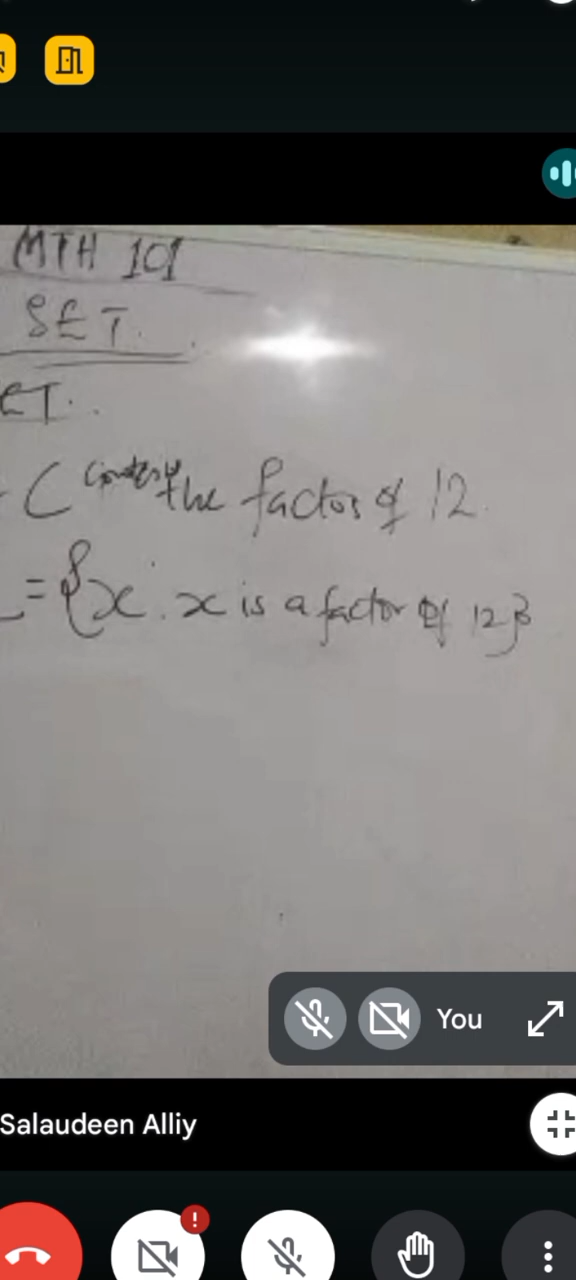 MTH 101
SET.
ET.
C the factor of 12
= {x : x is a factor of 12}
You
Salaudeen Alliy
!